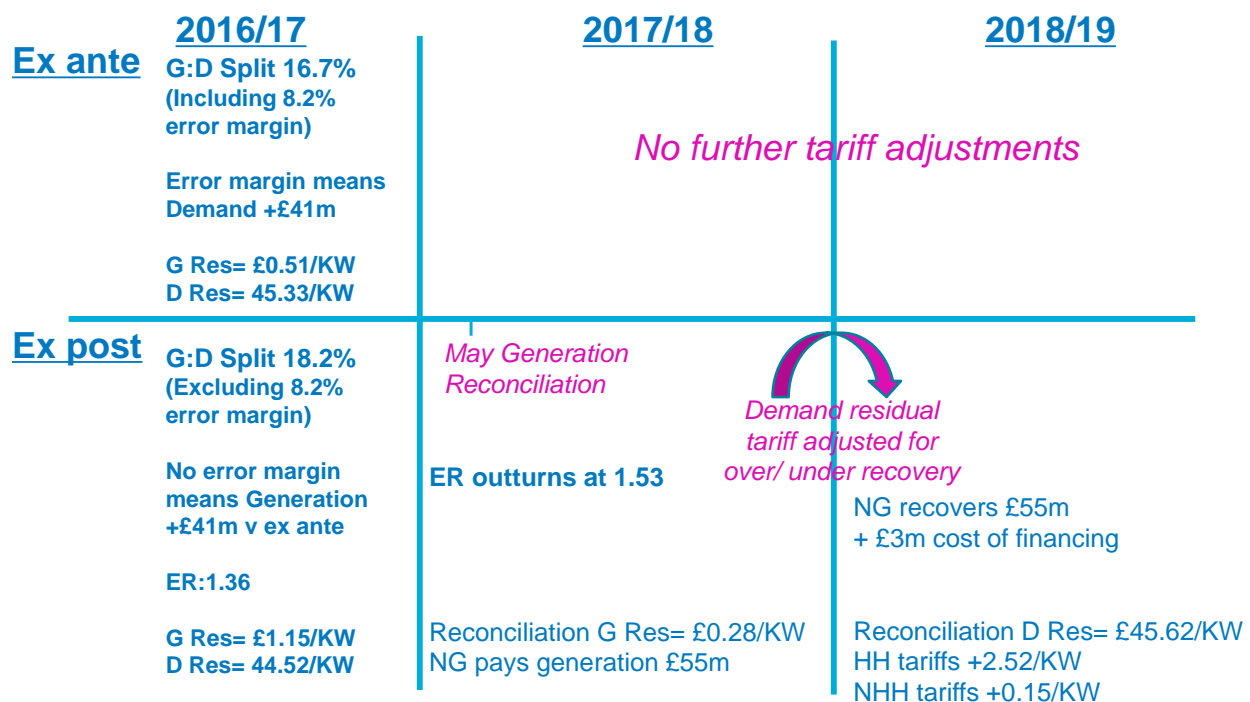 2016/17
2017/18
2018/19
Ex ante
G:D Split 16.7%
(Including 8.2%
error margin)
Error margin means
Demand +£41m
G Res= £0.51/KW
D Res= 45.33/KW
No further tariff adjustments
Ex post
G:D Split 18.2%
(Excluding 8.2%
error margin)
No error margin
means Generation
+£41m v ex ante
ER:1.36
G Res= £1.15/KW
D Res= 44.52/KW
May Generation
Reconciliation
ER outturns at 1.53
Reconciliation G Res= £0.28/KW
NG pays generation £55m
Demand residual
tariff adjusted for
over/ under recovery
NG recovers £55m
+ £3m cost of financing
Reconciliation D Res= £45.62/KW
HH tariffs +2.52/KW
NHH tariffs +0.15/KW